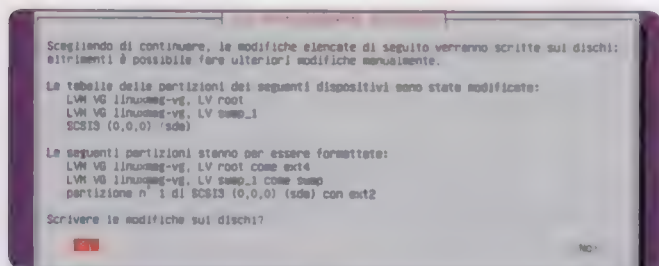 Scegliendo di continuare, le modifiche elencate di seguito verranno scritte sui dischi;
altrimenti è possibile fare ulteriori modifiche manualmente.
Le tabelle delle partizioni dei seguenti dispositivi sono state modificate:
LVM VG linuxmag-vg, LV root
LVM VG linuxmag-vg, LV swap_1
SCSI3 (0,0,0) (sda)
Le seguenti partizioni stanno per essere formattate:
LVM VG linuxmag-vg, LV root come ext4
LVM VG linuxmag-vg, LV swap_1 come swap
partizione n° 1 di SCSI3 (0,0,0) (sda) con ext2
Scrivere le modifiche sui dischi?
<Sì> <No>